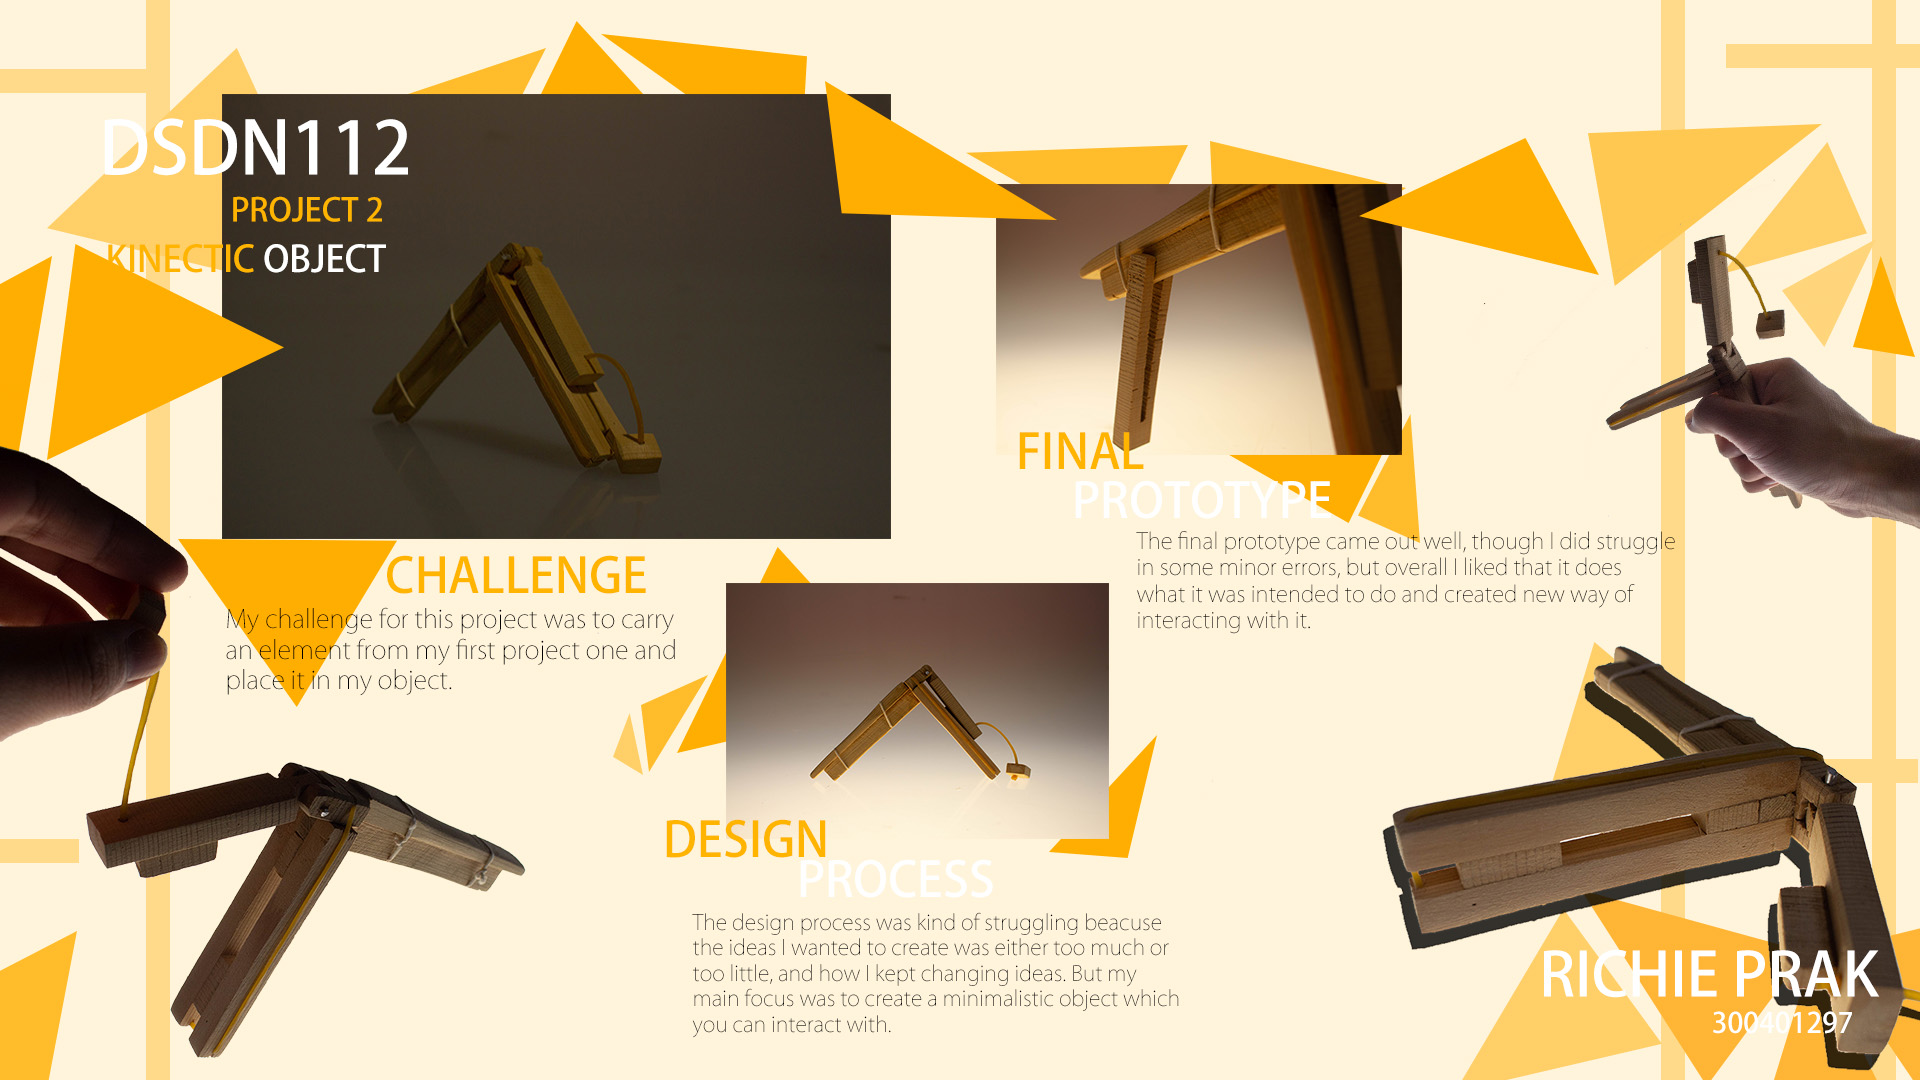 DSDN112
PROJECT 2
KINECTIC OBJECT
CHALLENGE
My challenge for this project was to carry
an element from my first project one and
place it in my object.
DESIGN
PROCESS
The design process was kind of struggling beacuse
the ideas I wanted to create was either too much or
too little, and how I kept changing ideas. But my
main focus was to create a minimalistic object which
you can interact with.
FINAL
PROTOTYPE
The final prototype came out well, though I did struggle
in some minor errors, but overall I liked that it does
what it was intended to do and created new way of
interacting with it.
RICHIE PRAK
300401297